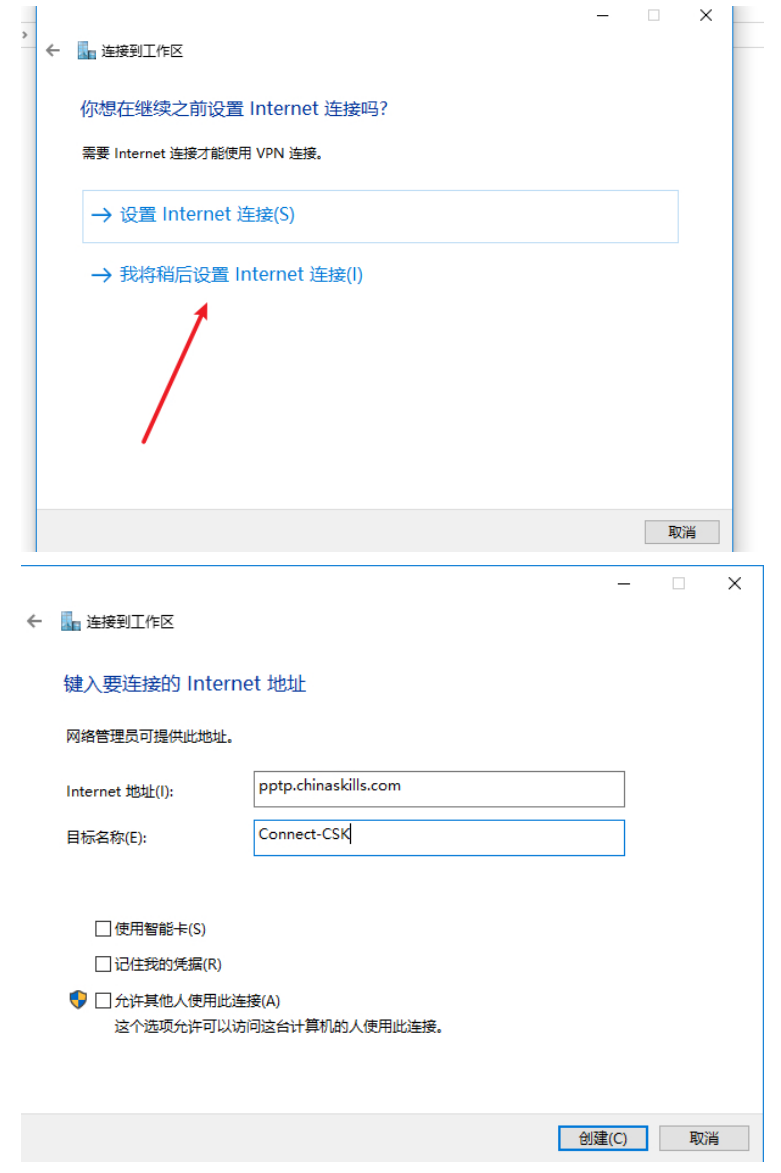 连接到工作区
你想在继续之前设置 Internet 连接吗?
需要 Internet 连接才能使用 VPN 连接。
设置 Internet 连接(S)
我将稍后设置 Internet 连接(I)
取消
连接到工作区
键入要连接的 Internet 地址
网络管理员可提供此地址。
Internet 地址(I): pptp.chinaskills.com
目标名称(E): Connect-CSK
使用智能卡(S)
记住我的凭据(R)
允许其他人使用此连接(A)
这个选项允许可以访问这台计算机的人使用此连接。
创建(C) 取消